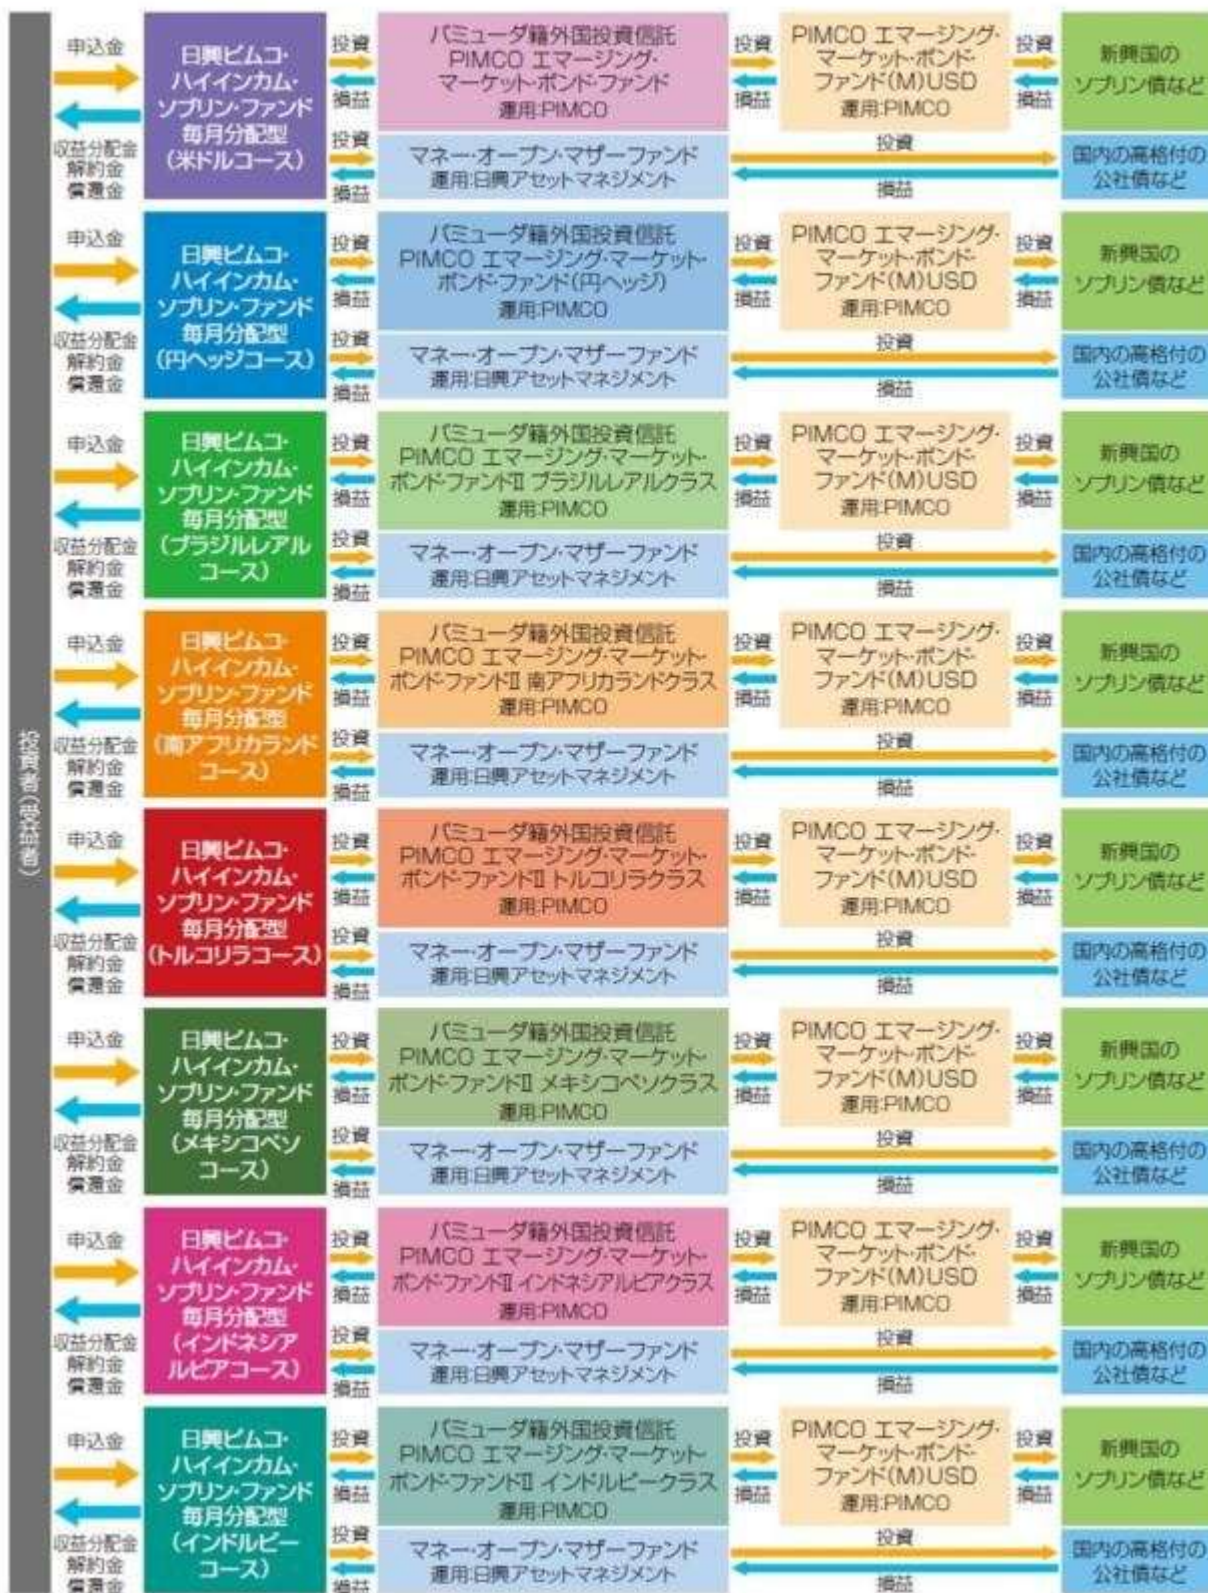 投資者(受益者)
申込金
収益分配金
解約金
償還金
日興ピムコ・
ハイインカム・
ソブリン・ファンド
毎月分配型
(米ドルコース)
投資
損益
投資
損益
バミューダ籍外国投資信託
PIMCO エマージング・
マーケット・ボンド・ファンド
運用:PIMCO
投資
損益
PIMCO エマージング・
マーケット・ボンド・
ファンド(M)USD
運用:PIMCO
投資
損益
新興国の
ソブリン債など
マネー・オープン・マザーファンド
運用:日興アセットマネジメント
投資
損益
国内の高格付の
公社債など
申込金
収益分配金
解約金
償還金
日興ピムコ・
ハイインカム・
ソブリン・ファンド
毎月分配型
(円ヘッジコース)
投資
損益
投資
損益
バミューダ籍外国投資信託
PIMCO エマージング・マーケット・
ボンド・ファンド(円ヘッジ)
運用:PIMCO
投資
損益
PIMCO エマージング・
マーケット・ボンド・
ファンド(M)USD
運用:PIMCO
投資
損益
新興国の
ソブリン債など
マネー・オープン・マザーファンド
運用:日興アセットマネジメント
投資
損益
国内の高格付の
公社債など
申込金
収益分配金
解約金
償還金
日興ピムコ・
ハイインカム・
ソブリン・ファンド
毎月分配型
(ブラジルレアル
コース)
投資
損益
投資
損益
バミューダ籍外国投資信託
PIMCO エマージング・マーケット・
ボンド・ファンドⅡ ブラジルレアルクラス
運用:PIMCO
投資
損益
PIMCO エマージング・
マーケット・ボンド・
ファンド(M)USD
運用:PIMCO
投資
損益
新興国の
ソブリン債など
マネー・オープン・マザーファンド
運用:日興アセットマネジメント
投資
損益
国内の高格付の
公社債など
申込金
収益分配金
解約金
償還金
日興ピムコ・
ハイインカム・
ソブリン・ファンド
毎月分配型
(南アフリカランド
コース)
投資
損益
投資
損益
バミューダ籍外国投資信託
PIMCO エマージング・マーケット・
ボンド・ファンドⅡ 南アフリカランドクラス
運用:PIMCO
投資
損益
PIMCO エマージング・
マーケット・ボンド・
ファンド(M)USD
運用:PIMCO
投資
損益
新興国の
ソブリン債など
マネー・オープン・マザーファンド
運用:日興アセットマネジメント
投資
損益
国内の高格付の
公社債など
申込金
収益分配金
解約金
償還金
日興ピムコ・
ハイインカム・
ソブリン・ファンド
毎月分配型
(トルコリラコース)
投資
損益
投資
損益
バミューダ籍外国投資信託
PIMCO エマージング・マーケット・
ボンド・ファンドⅡ トルコリラクラス
運用:PIMCO
投資
損益
PIMCO エマージング・
マーケット・ボンド・
ファンド(M)USD
運用:PIMCO
投資
損益
新興国の
ソブリン債など
マネー・オープン・マザーファンド
運用:日興アセットマネジメント
投資
損益
国内の高格付の
公社債など
申込金
収益分配金
解約金
償還金
日興ピムコ・
ハイインカム・
ソブリン・ファンド
毎月分配型
(メキシコペソ
コース)
投資
損益
投資
損益
バミューダ籍外国投資信託
PIMCO エマージング・マーケット・
ボンド・ファンドⅡ メキシコペソクラス
運用:PIMCO
投資
損益
PIMCO エマージング・
マーケット・ボンド・
ファンド(M)USD
運用:PIMCO
投資
損益
新興国の
ソブリン債など
マネー・オープン・マザーファンド
運用:日興アセットマネジメント
投資
損益
国内の高格付の
公社債など
申込金
収益分配金
解約金
償還金
日興ピムコ・
ハイインカム・
ソブリン・ファンド
毎月分配型
(インドネシア
ルピアコース)
投資
損益
投資
損益
バミューダ籍外国投資信託
PIMCO エマージング・マーケット・
ボンド・ファンドⅡ インドネシアルピアクラス
運用:PIMCO
投資
損益
PIMCO エマージング・
マーケット・ボンド・
ファンド(M)USD
運用:PIMCO
投資
損益
新興国の
ソブリン債など
マネー・オープン・マザーファンド
運用:日興アセットマネジメント
投資
損益
国内の高格付の
公社債など
申込金
収益分配金
解約金
償還金
日興ピムコ・
ハイインカム・
ソブリン・ファンド
毎月分配型
(インドルピー
コース)
投資
損益
投資
損益
バミューダ籍外国投資信託
PIMCO エマージング・マーケット・
ボンド・ファンドⅡ インドルピークラス
運用:PIMCO
投資
損益
PIMCO エマージング・
マーケット・ボンド・
ファンド(M)USD
運用:PIMCO
投資
損益
新興国の
ソブリン債など
マネー・オープン・マザーファンド
運用:日興アセットマネジメント
投資
損益
国内の高格付の
公社債など